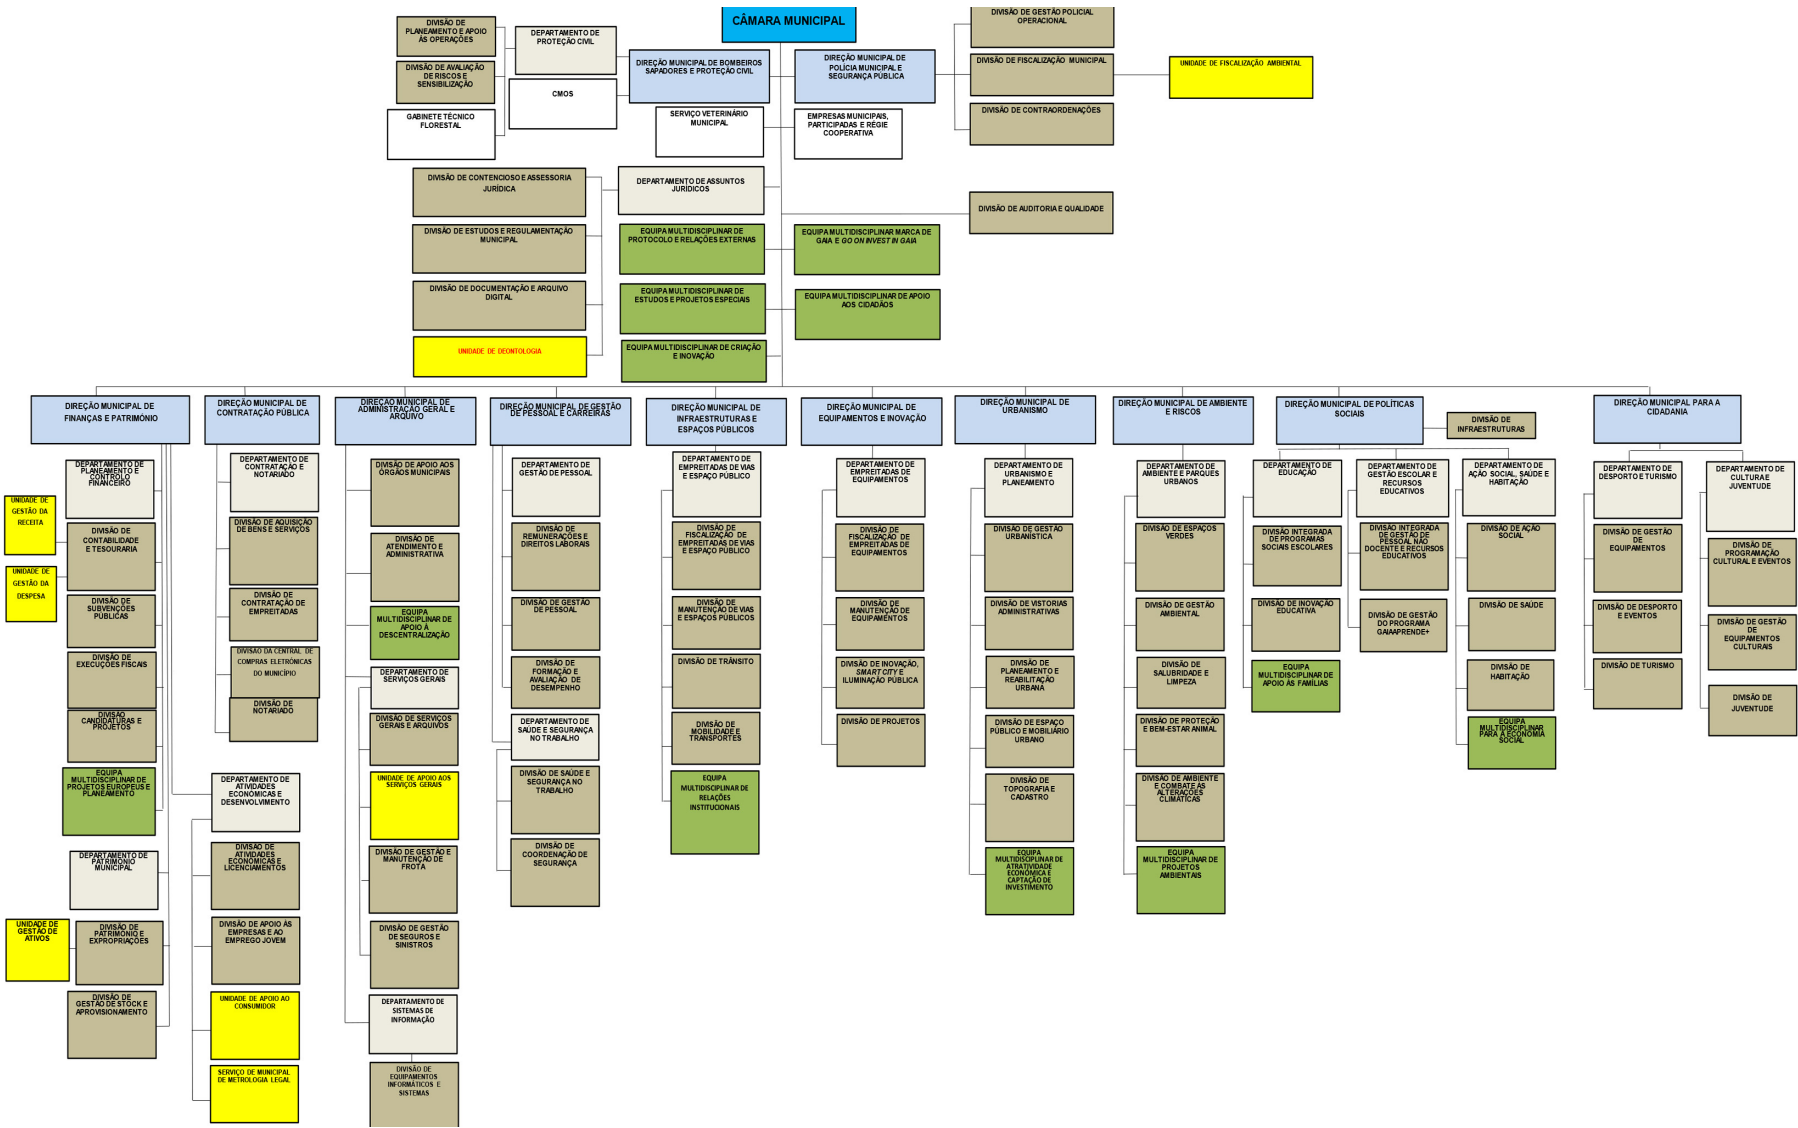 CÂMARA MUNICIPAL
DIVISÃO DE
PLANEAMENTO E APOIO
ÀS OPERAÇÕES
DIVISÃO DE AVALIAÇÃO
DE RISCOS E
SENSIBILIZAÇÃO
GABINETE TÉCNICO
FLORESTAL
DEPARTAMENTO DE
PROTEÇÃO CIVIL
CMOS
DIREÇÃO MUNICIPAL DE BOMBEIROS
SAPADORES E PROTEÇÃO CIVIL
DIREÇÃO MUNICIPAL DE
POLÍCIA MUNICIPAL E
SEGURANÇA PÚBLICA
DIVISÃO DE GESTÃO POLICIAL
OPERACIONAL
DIVISÃO DE FISCALIZAÇÃO MUNICIPAL
DIVISÃO DE CONTRAORDENAÇÕES
UNIDADE DE FISCALIZAÇÃO AMBIENTAL
SERVIÇO VETERINÁRIO
MUNICIPAL
EMPRESAS MUNICIPAIS,
PARTICIPADAS E RÉGIE
COOPERATIVA
DIVISÃO DE CONTENCIOSO E ASSESSORIA
JURÍDICA
DIVISÃO DE ESTUDOS E REGULAMENTAÇÃO
MUNICIPAL
DIVISÃO DE DOCUMENTAÇÃO E ARQUIVO
DIGITAL
UNIDADE DE DEONTOLOGIA
DEPARTAMENTO DE ASSUNTOS
JURÍDICOS
DIVISÃO DE AUDITORIA E QUALIDADE
EQUIPA MULTIDISCIPLINAR DE
PROTOCOLO E RELAÇÕES EXTERNAS
EQUIPA MULTIDISCIPLINAR MARCA DE
GAIA E GO ON INVEST IN GAIA
EQUIPA MULTIDISCIPLINAR DE
ESTUDOS E PROJETOS ESPECIAIS
EQUIPA MULTIDISCIPLINAR DE APOIO
AOS CIDADÃOS
EQUIPA MULTIDISCIPLINAR DE CRIAÇÃO
E INOVAÇÃO
DIREÇÃO MUNICIPAL DE
FINANÇAS E PATRIMÓNIO
DEPARTAMENTO DE
PLANEAMENTO E
CONTROLO
FINANCEIRO
UNIDADE DE
GESTÃO DA
RECEITA
DIVISÃO DE
CONTABILIDADE
E TESOURARIA
UNIDADE DE
GESTÃO DA
DESPESA
DIVISÃO DE
SUBVENÇÕES
PÚBLICAS
DIVISÃO DE
EXECUÇÕES FISCAIS
DIVISÃO
CANDIDATURAS E
PROJETOS
EQUIPA
MULTIDISCIPLINAR DE
PROJETOS EUROPEUS E
PLANEAMENTO
DEPARTAMENTO DE
PATRIMÓNIO
MUNICIPAL
UNIDADE DE
GESTÃO DE
ATIVOS
DIVISÃO DE
PATRIMÓNIO E
EXPROPRIAÇÕES
DIVISÃO DE
GESTÃO DE STOCK E
APROVISIONAMENTO
DEPARTAMENTO DE
ATIVIDADES
ECONÓMICAS E
DESENVOLVIMENTO
DIVISÃO DE
ATIVIDADES
ECONÓMICAS E
LICENCIAMENTOS
DIVISÃO DE APOIO ÀS
EMPRESAS E AO
EMPREGO JOVEM
UNIDADE DE APOIO AO
CONSUMIDOR
SERVIÇO DE MUNICIPAL
DE METROLOGIA LEGAL
DIREÇÃO MUNICIPAL DE
CONTRATAÇÃO PÚBLICA
DEPARTAMENTO DE
CONTRATAÇÃO E
NOTARIADO
DIVISÃO DE AQUISIÇÃO
DE BENS E SERVIÇOS
DIVISÃO DE
CONTRATAÇÃO DE
EMPREITADAS
DIVISÃO DA CENTRAL DE
COMPRAS ELETRÓNICAS
DO MUNICÍPIO
DIVISÃO DE
NOTARIADO
DIREÇÃO MUNICIPAL DE
ADMINISTRAÇÃO GERAL E
ARQUIVO
DIVISÃO DE APOIO AOS
ÓRGÃOS MUNICIPAIS
DIVISÃO DE
ATENDIMENTO E
ADMINISTRATIVA
EQUIPA
MULTIDISCIPLINAR DE
APOIO À
DESCENTRALIZAÇÃO
DEPARTAMENTO DE
SERVIÇOS GERAIS
DIVISÃO DE SERVIÇOS
GERAIS E ARQUIVOS
UNIDADE DE APOIO AOS
SERVIÇOS GERAIS
DIVISÃO DE GESTÃO E
MANUTENÇÃO DE
FROTA
DIVISÃO DE GESTÃO
DE SEGUROS E
SINISTROS
DEPARTAMENTO DE
SISTEMAS DE
INFORMAÇÃO
DIVISÃO DE
EQUIPAMENTOS
INFORMÁTICOS E
SISTEMAS
DIREÇÃO MUNICIPAL DE GESTÃO
DE PESSOAL E CARREIRAS
DEPARTAMENTO DE
GESTÃO DE PESSOAL
DIVISÃO DE
REMUNERAÇÕES E
DIREITOS LABORAIS
DIVISÃO DE GESTÃO
DE PESSOAL
DIVISÃO DE
FORMAÇÃO E
AVALIAÇÃO DE
DESEMPENHO
DEPARTAMENTO DE
SAÚDE E SEGURANÇA
NO TRABALHO
DIVISÃO DE SAÚDE E
SEGURANÇA NO
TRABALHO
DIVISÃO DE
COORDENAÇÃO DE
SEGURANÇA
DIREÇÃO MUNICIPAL DE
INFRAESTRUTURAS E
ESPAÇOS PÚBLICOS
DEPARTAMENTO DE
EMPREITADAS DE VIAS
E ESPAÇO PÚBLICO
DIVISÃO DE
FISCALIZAÇÃO DE
EMPREITADAS DE VIAS
E ESPAÇO PÚBLICO
DIVISÃO DE
MANUTENÇÃO DE VIAS
E ESPAÇOS PÚBLICOS
DIVISÃO DE TRÂNSITO
DIVISÃO DE
MOBILIDADE E
TRANSPORTES
EQUIPA
MULTIDISCIPLINAR DE
RELAÇÕES
INSTITUCIONAIS
DIREÇÃO MUNICIPAL DE
EQUIPAMENTOS E INOVAÇÃO
DEPARTAMENTO DE
EMPREITADAS DE
EQUIPAMENTOS
DIVISÃO DE
FISCALIZAÇÃO DE
EMPREITADAS DE
EQUIPAMENTOS
DIVISÃO DE
MANUTENÇÃO DE
EQUIPAMENTOS
DIVISÃO DE INOVAÇÃO,
SMART CITY E
ILUMINAÇÃO PÚBLICA
DIVISÃO DE PROJETOS
DIREÇÃO MUNICIPAL DE
URBANISMO
DEPARTAMENTO DE
URBANISMO E
PLANEAMENTO
DIVISÃO DE GESTÃO
URBANÍSTICA
DIVISÃO DE VISTORIAS
ADMINISTRATIVAS
DIVISÃO DE
PLANEAMENTO E
REABILITAÇÃO
URBANA
DIVISÃO DE ESPAÇO
PÚBLICO E MOBILIÁRIO
URBANO
DIVISÃO DE
TOPOGRAFIA E
CADASTRO
EQUIPA
MULTIDISCIPLINAR DE
ATRATIVIDADE
ECONÓMICA E
CAPTAÇÃO DE
INVESTIMENTO
DIREÇÃO MUNICIPAL DE AMBIENTE
E RISCOS
DEPARTAMENTO DE
AMBIENTE E PARQUES
URBANOS
DIVISÃO DE ESPAÇOS
VERDES
DIVISÃO DE GESTÃO
AMBIENTAL
DIVISÃO DE
SALUBRIDADE E
LIMPEZA
DIVISÃO DE PROTEÇÃO
E BEM-ESTAR ANIMAL
DIVISÃO DE AMBIENTE
E COMBATE ÀS
ALTERAÇÕES
CLIMÁTICAS
EQUIPA
MULTIDISCIPLINAR DE
PROJETOS
AMBIENTAIS
DIREÇÃO MUNICIPAL DE POLÍTICAS
SOCIAIS
DIVISÃO DE
INFRAESTRUTURAS
DEPARTAMENTO DE
EDUCAÇÃO
DIVISÃO INTEGRADA
DE PROGRAMAS
SOCIAIS ESCOLARES
DIVISÃO DE INOVAÇÃO
EDUCATIVA
EQUIPA
MULTIDISCIPLINAR DE
APOIO ÀS FAMÍLIAS
DEPARTAMENTO DE
GESTÃO ESCOLAR E
RECURSOS
EDUCATIVOS
DIVISÃO INTEGRADA
DE GESTÃO DE
PESSOAL NÃO
DOCENTE E RECURSOS
EDUCATIVOS
DIVISÃO DE GESTÃO
DO PROGRAMA
GAIAAPRENDE+
DEPARTAMENTO DE
AÇÃO SOCIAL, SAÚDE E
HABITAÇÃO
DIVISÃO DE AÇÃO
SOCIAL
DIVISÃO DE SAÚDE
DIVISÃO DE
HABITAÇÃO
EQUIPA
MULTIDISCIPLINAR
PARA A ECONOMIA
SOCIAL
DIREÇÃO MUNICIPAL PARA A
CIDADANIA
DEPARTAMENTO DE
DESPORTO E TURISMO
DIVISÃO DE GESTÃO
DE
EQUIPAMENTOS
DIVISÃO DE DESPORTO
E EVENTOS
DIVISÃO DE TURISMO
DEPARTAMENTO DE
CULTURA E
JUVENTUDE
DIVISÃO DE
PROGRAMAÇÃO
CULTURAL E EVENTOS
DIVISÃO DE GESTÃO
DE
EQUIPAMENTOS
CULTURAIS
DIVISÃO DE
JUVENTUDE